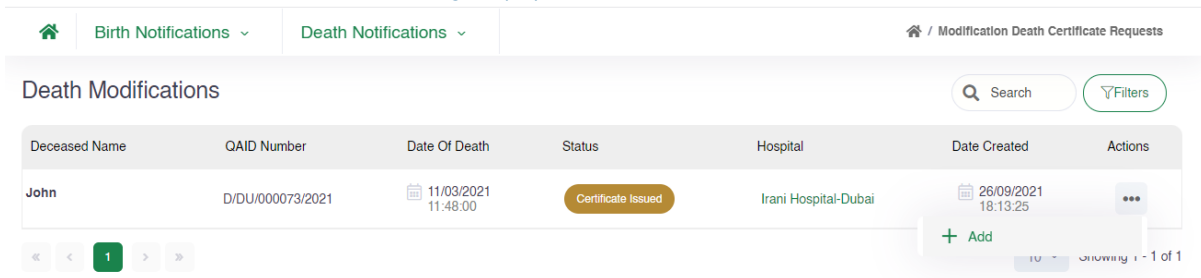 Birth Notifications
Death Notifications
/ Modification Death Certificate Requests
Death Modifications
Search
Filters
Deceased Name QAID Number Date Of Death Status Hospital Date Created Actions
John D/DU/000073/2021 11/03/2021 Certificate Issued Irani Hospital-Dubai 26/09/2021
11:48:00 18:13:25
+ Add
« < 1 > » 10 Showing 1 - 1 of 1